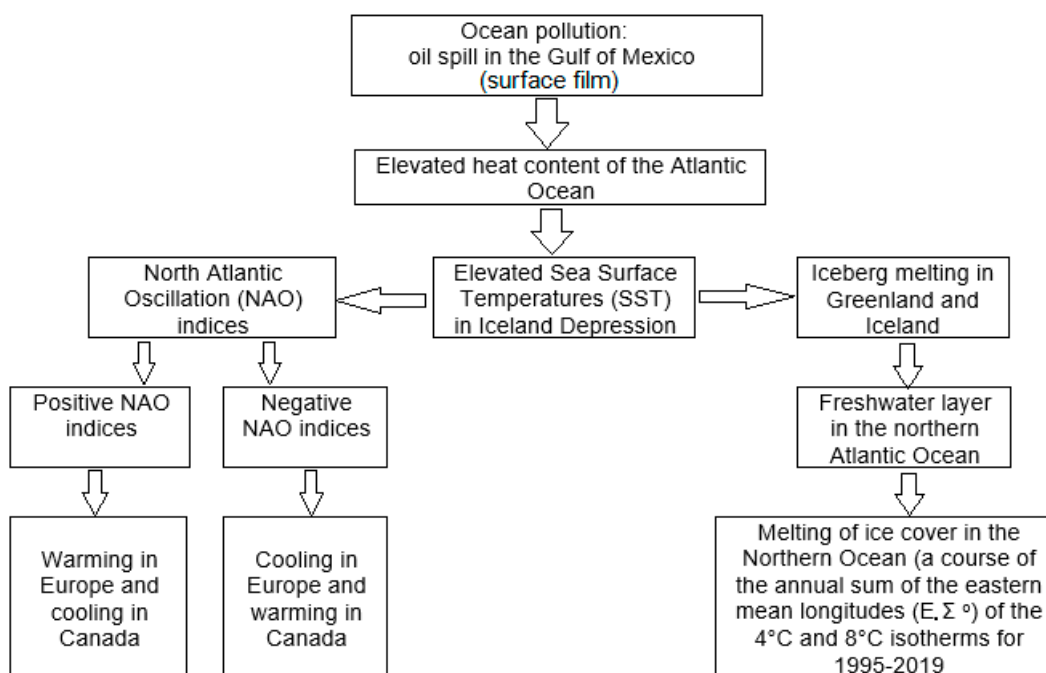 Ocean pollution:
oil spill in the Gulf of Mexico
(surface film)
Elevated heat content of the Atlantic
Ocean
North Atlantic
Oscillation (NAO)
indices
Elevated Sea Surface
Temperatures (SST)
in Iceland Depression
Iceberg melting in
Greenland and
Iceland
Positive NAO
indices
Negative
NAO indices
Freshwater layer
in the northern
Atlantic Ocean
Warming in
Europe and
cooling in
Canada
Cooling in
Europe and
warming in
Canada
Melting of ice cover in the
Northern Ocean (a course of
the annual sum of the eastern
mean longitudes (E, Σ º) of the
4°C and 8°C isotherms for
1995-2019